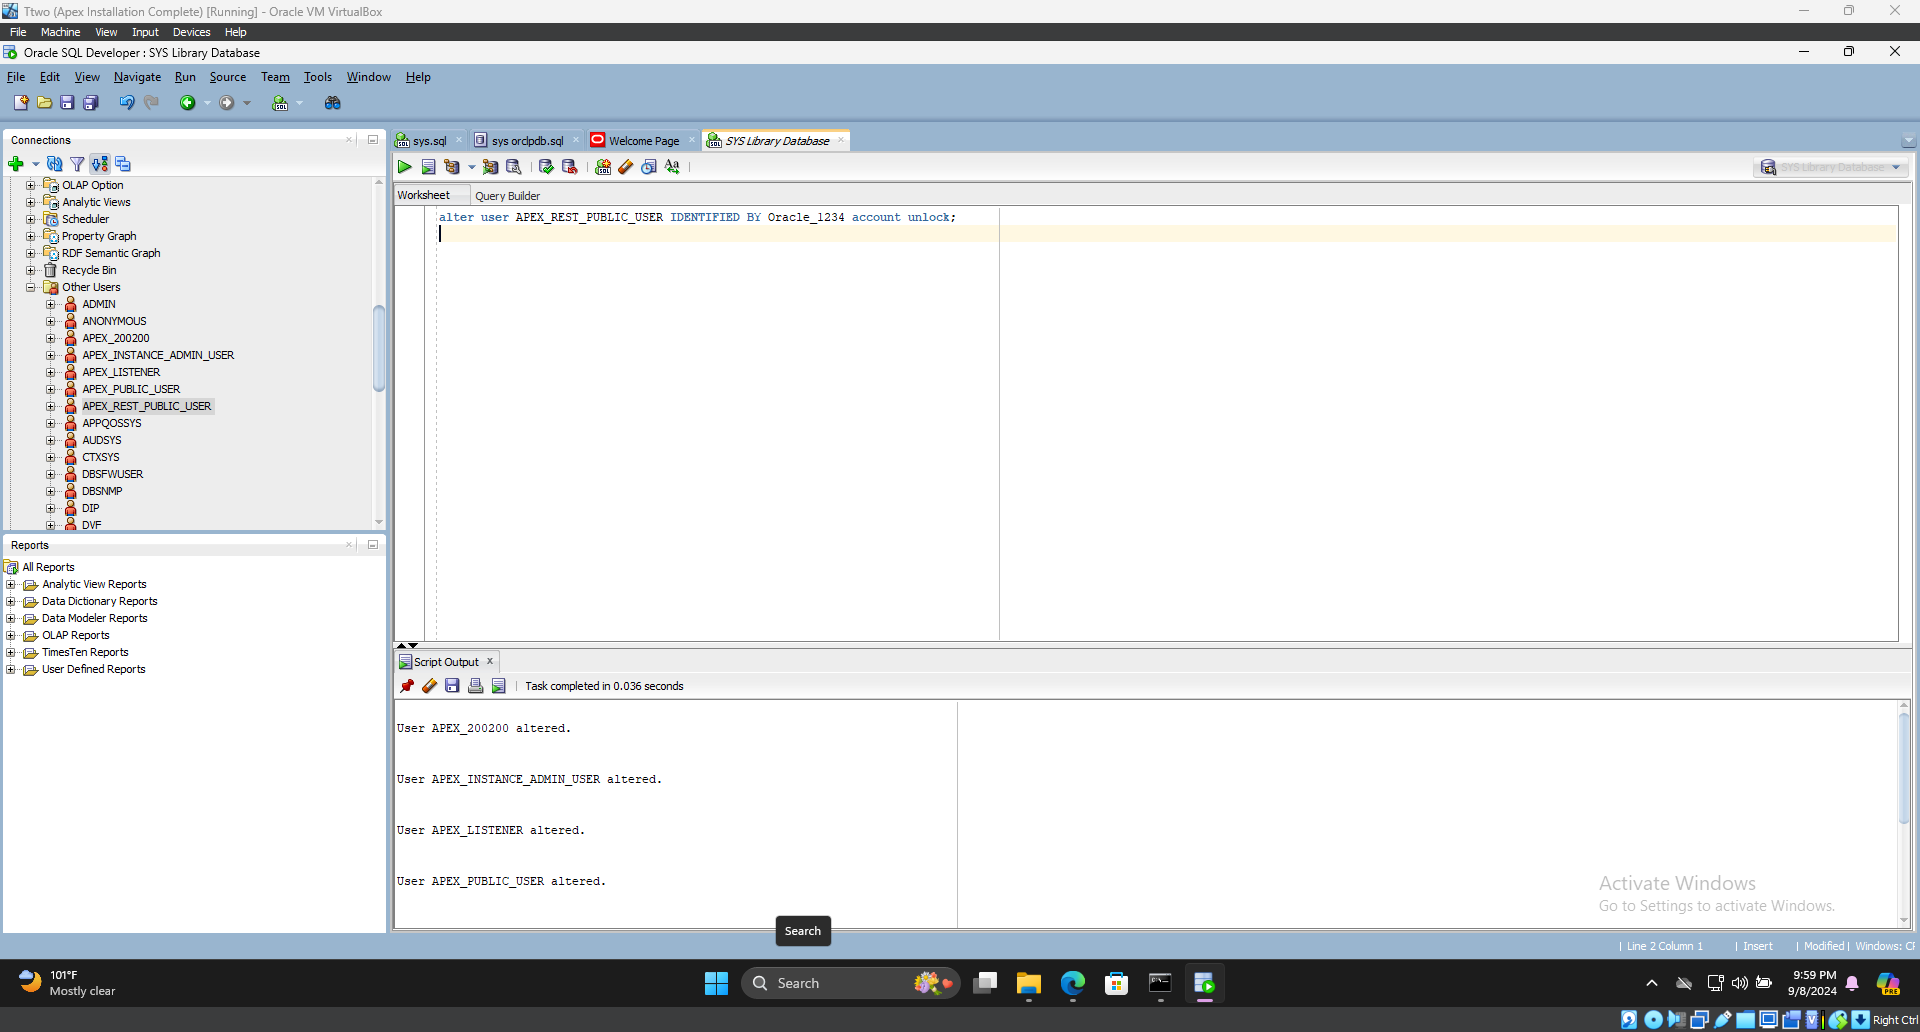 Ttwo (Apex Installation Complete) [Running] - Oracle VM VirtualBox
File Machine View Input Devices Help
Oracle SQL Developer : SYS Library Database
File Edit View Navigate Run Source Team Tools Window Help
Connections
OLAP Option
Analytic Views
Scheduler
Property Graph
RDF Semantic Graph
Recycle Bin
Other Users
ADMIN
ANONYMOUS
APEX_200200
APEX_INSTANCE_ADMIN_USER
APEX_LISTENER
APEX_PUBLIC_USER
APEX_REST_PUBLIC_USER
APPQOSSYS
AUDSYS
CTXSYS
DBSFWUSER
DBSNMP
DIP
DVF
Reports
All Reports
Analytic View Reports
Data Dictionary Reports
Data Modeler Reports
OLAP Reports
TimesTen Reports
User Defined Reports
sys.sql sys orclpdb.sql Welcome Page SYS Library Database
SYS Library Database
Worksheet Query Builder
alter user APEX_REST_PUBLIC_USER IDENTIFIED BY Oracle_1234 account unlock;
Script Output
Task completed in 0.036 seconds
User APEX_200200 altered.
User APEX_INSTANCE_ADMIN_USER altered.
User APEX_LISTENER altered.
User APEX_PUBLIC_USER altered.
Activate Windows
Go to Settings to activate Windows.
Search
Line 2 Column 1 Insert Modified Windows: CR
101°F
Mostly clear
Search
9:59 PM
9/8/2024
PRE
Right Ctrl